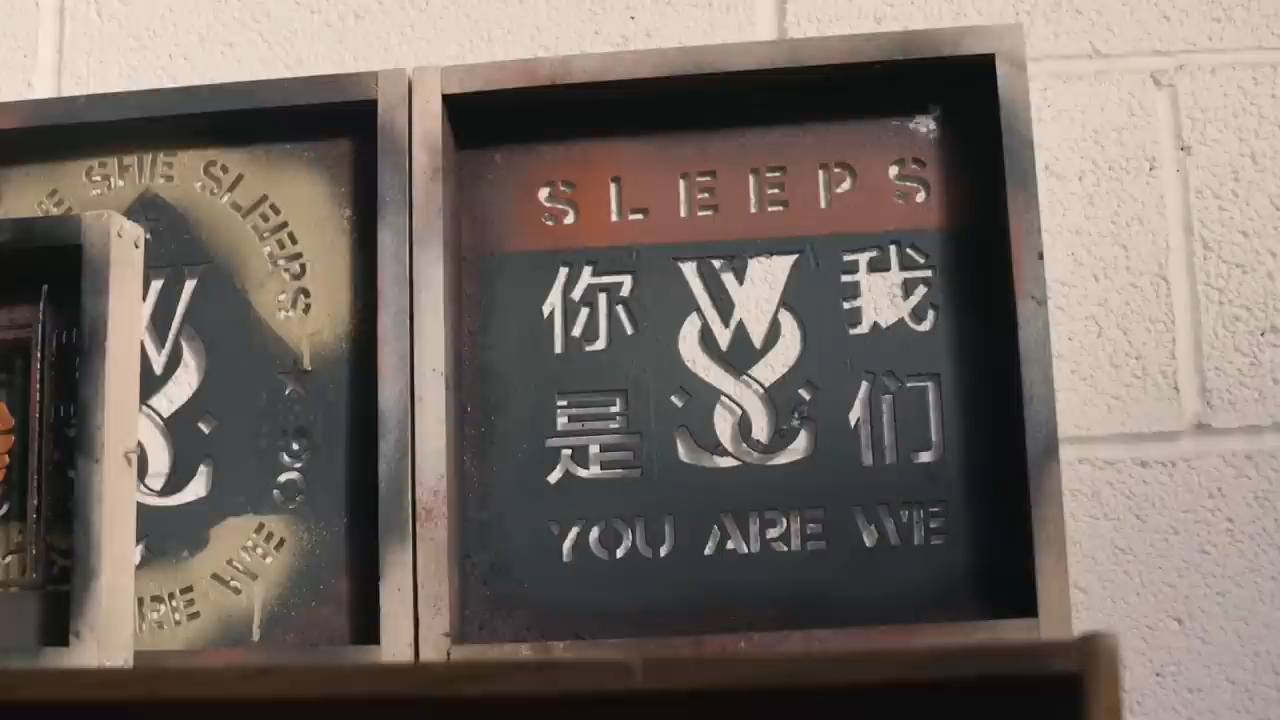 SHE SLEEPS
RE WE
SLEEPS
你 W 我
是 S 们
YOU ARE WE